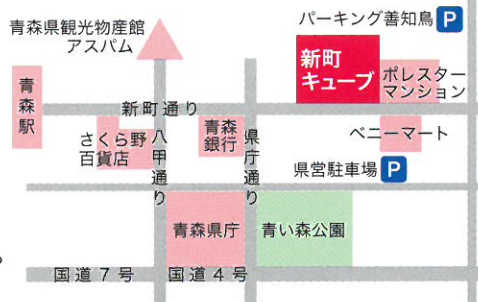 青森県観光物産館
アスパム
パーキング善知鳥 P
新町
キューブ
ポレスター
マンション
青森駅
新町通り
さくら野
百貨店
八甲通り
青森
銀行
県庁通り
ベニーマート
県営駐車場 P
青森県庁
青い森公園
国道7号
国道4号